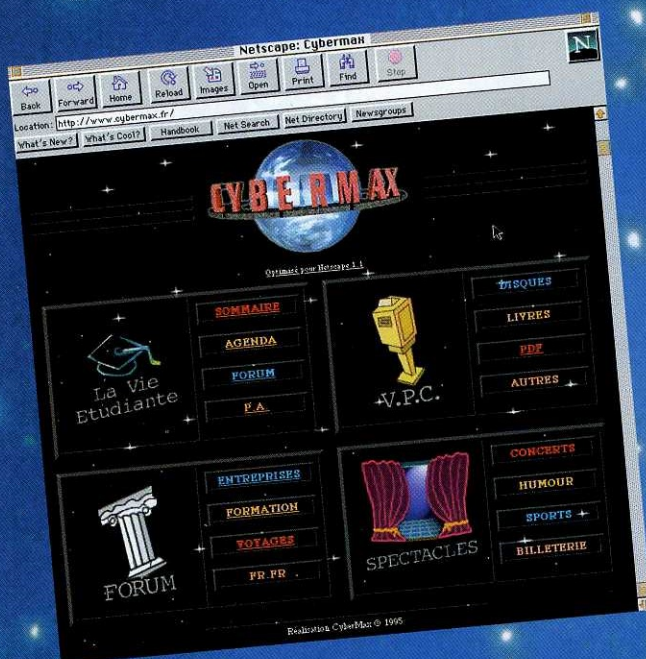 Netscape: Cybermax
Back Forward Home Reload Images Open Print Find Stop
N
Location: http://www.cybermax.fr/
What's New? What's Cool? Handbook Net Search Net Directory Newsgroups
CYBERMAX
Optimisé pour Netscape 1.1
La Vie
Etudiante
SOMMAIRE
AGENDA
FORUM
P.A.
V.P.C.
DISQUES
LIVRES
PDF
AUTRES
FORUM
ENTREPRISES
FORMATION
VOYAGES
FR.FR
SPECTACLES
CONCERTS
HUMOUR
SPORTS
BILLETERIE
Réalisation CyberMax © 1995